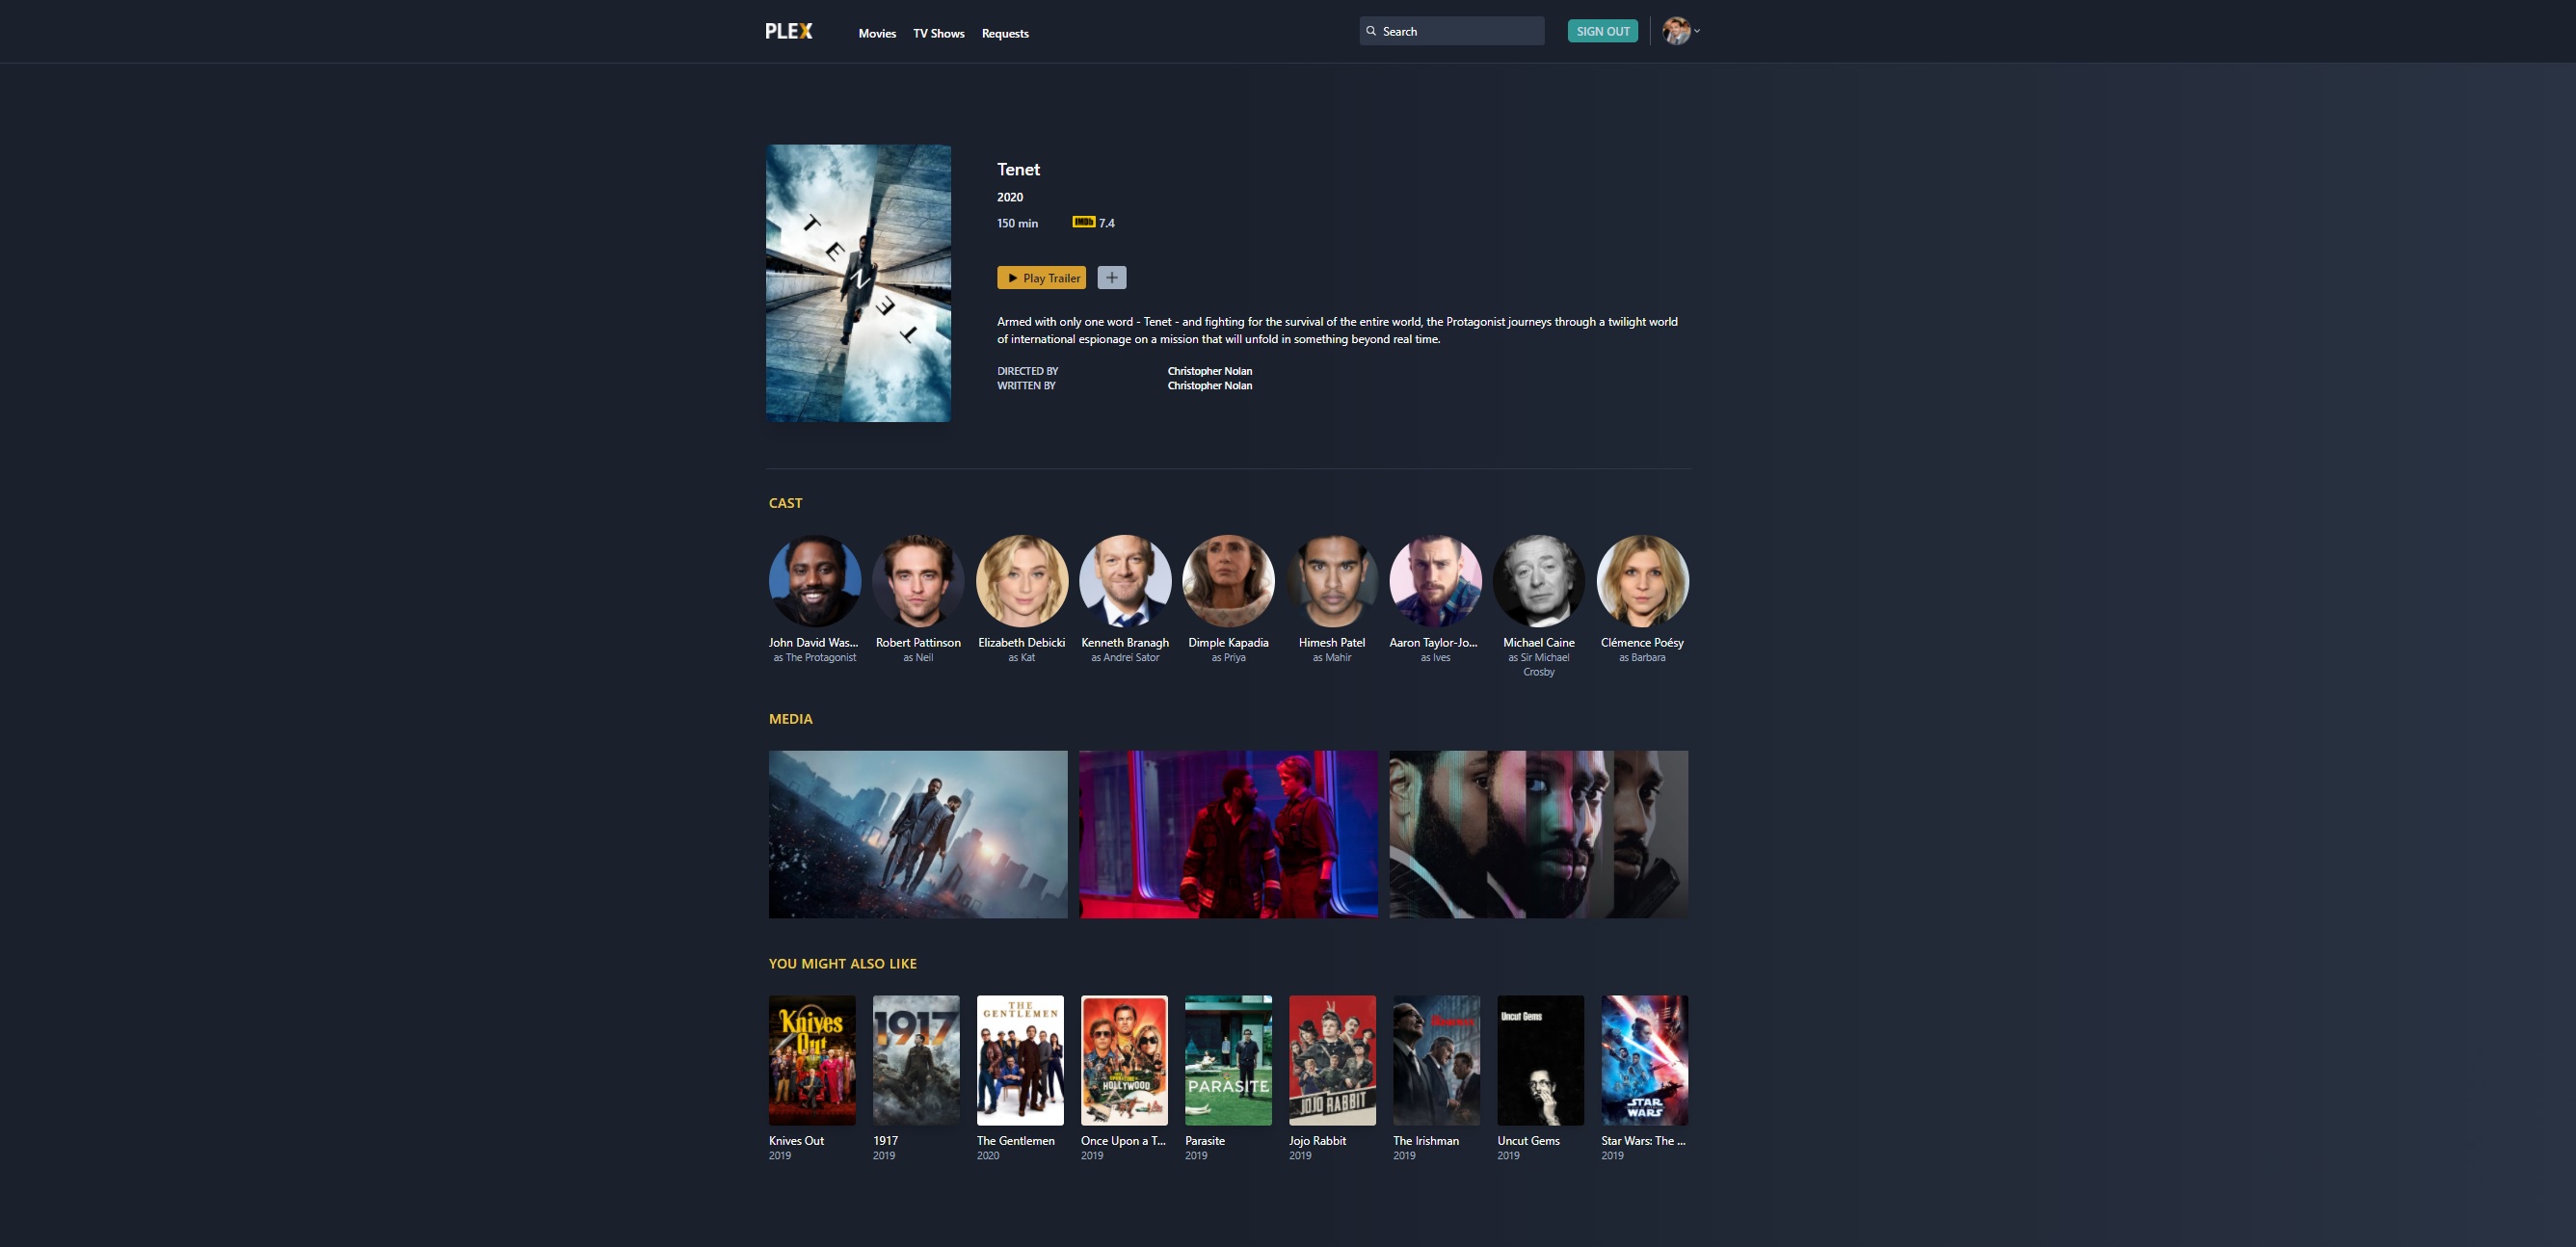 PLEX
Movies TV Shows Requests
Search
SIGN OUT
TENET
Tenet
2020
150 min IMDb 7.4
Play Trailer
Armed with only one word - Tenet - and fighting for the survival of the entire world, the Protagonist journeys through a twilight world
of international espionage on a mission that will unfold in something beyond real time.
DIRECTED BY Christopher Nolan
WRITTEN BY Christopher Nolan
CAST
John David Was... Robert Pattinson Elizabeth Debicki Kenneth Branagh Dimple Kapadia Himesh Patel Aaron Taylor-Jo... Michael Caine Clémence Poésy
as The Protagonist as Neil as Kat as Andrei Sator as Priya as Mahir as Ives as Sir Michael as Barbara
Crosby
MEDIA
YOU MIGHT ALSO LIKE
Knives
Out
1917
THE
GENTLEMEN
HOLLYWOOD
PARASITE
JOJO RABBIT
Uncut Gems
STAR
WARS
Knives Out 1917 The Gentlemen Once Upon a T... Parasite Jojo Rabbit The Irishman Uncut Gems Star Wars: The ...
2019 2019 2020 2019 2019 2019 2019 2019 2019